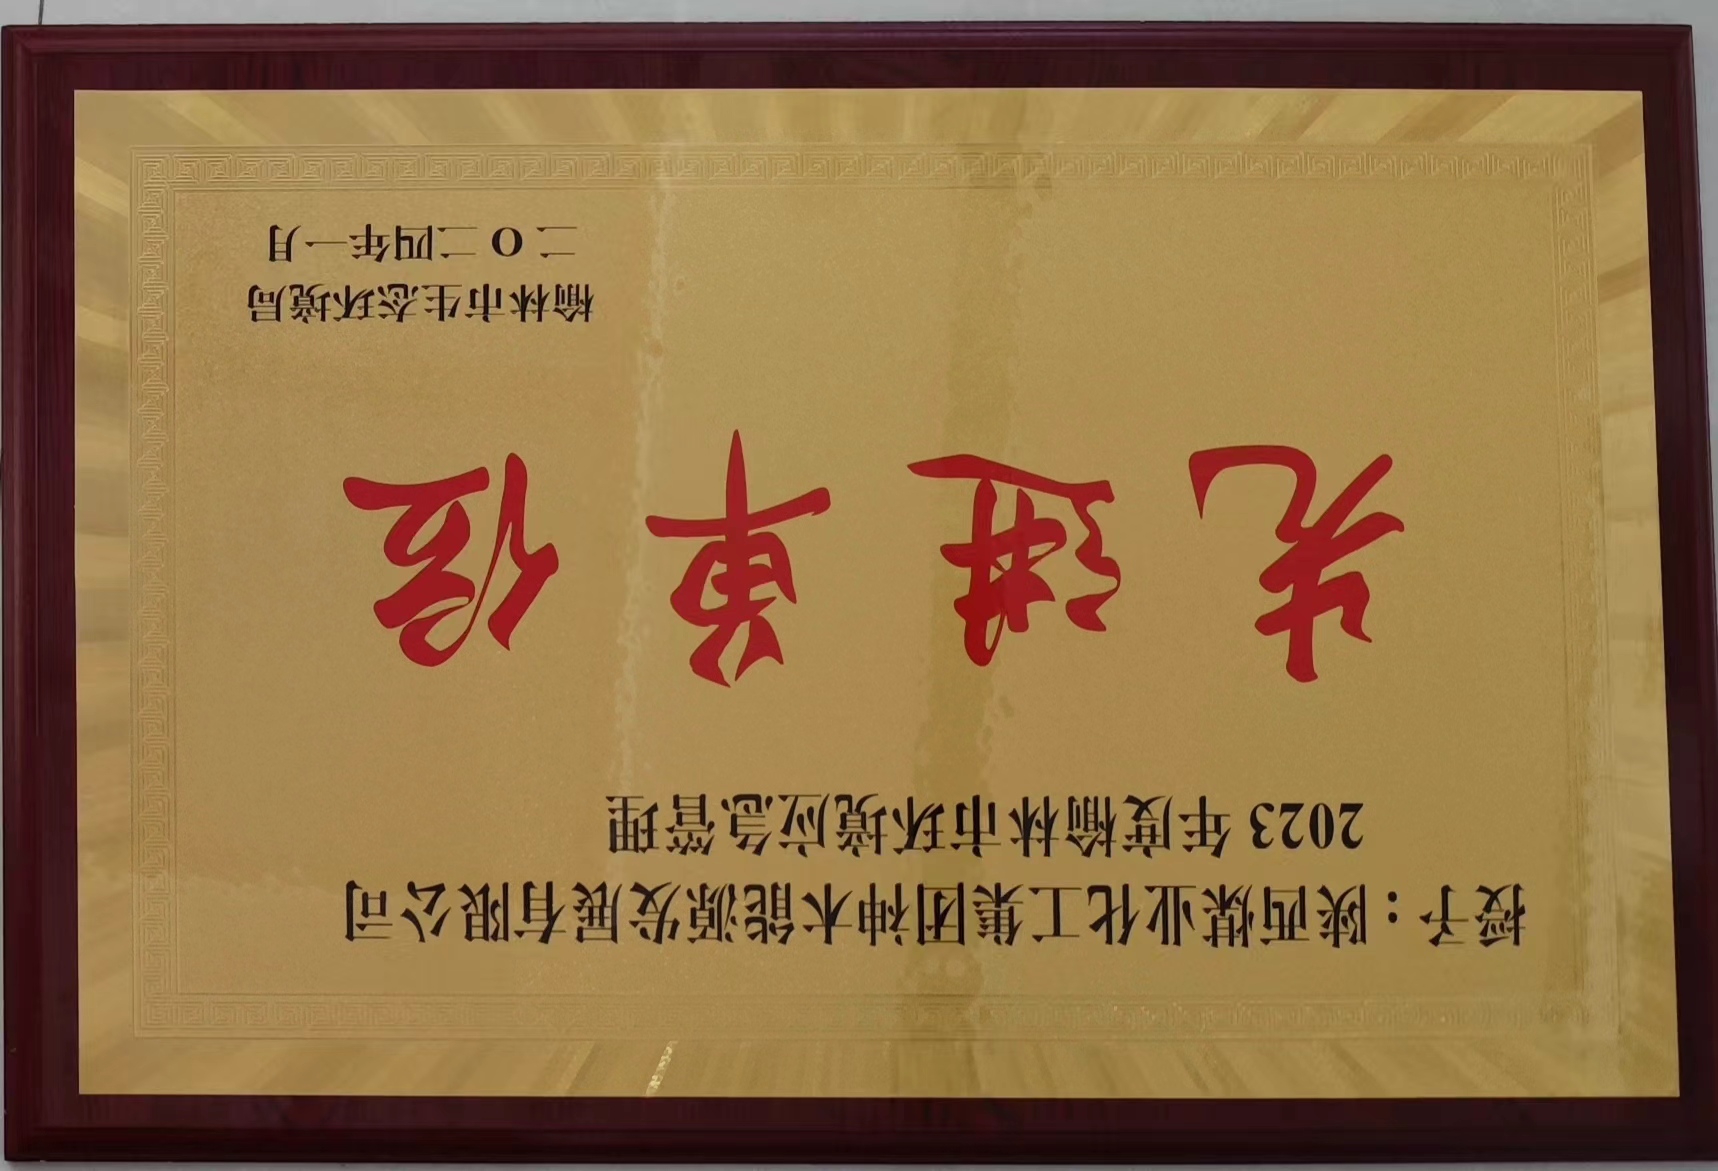 授予：陕西煤业化工集团神木能源发展有限公司
2023年度榆林市环境应急管理
先进单位
榆林市生态环境局
二〇二四年一月